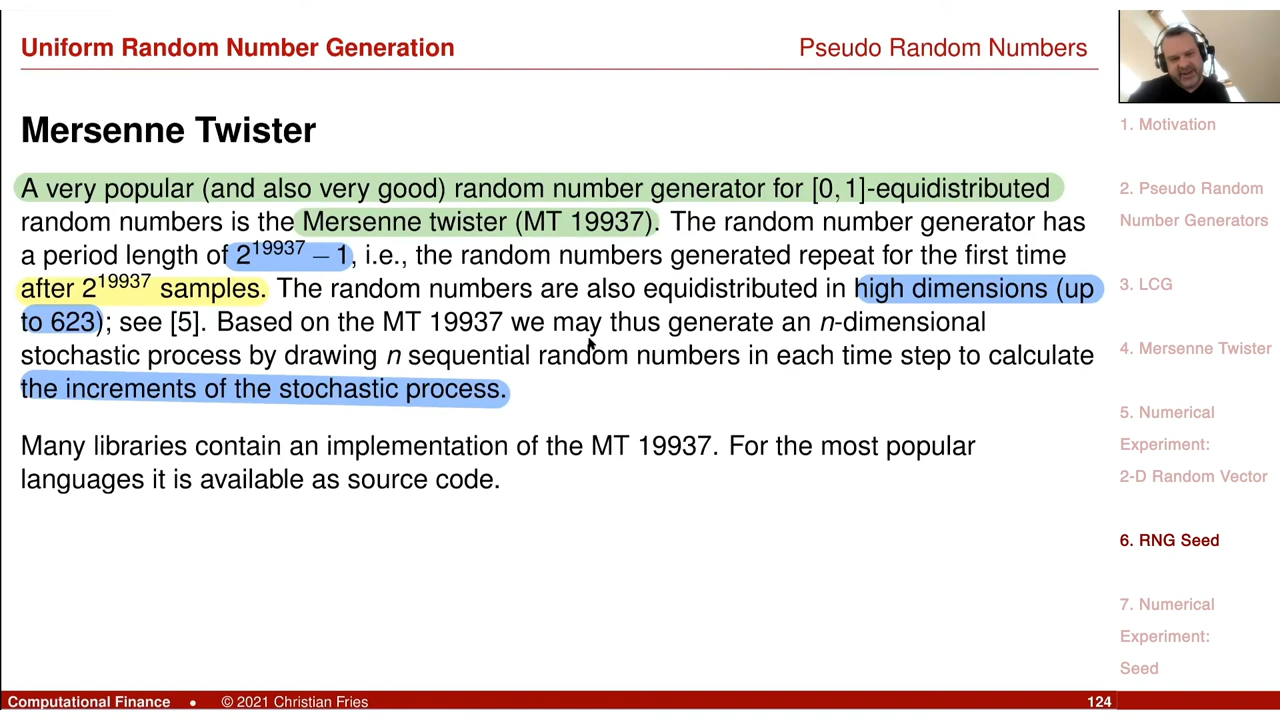 Uniform Random Number Generation
Pseudo Random Numbers
Mersenne Twister
A very popular (and also very good) random number generator for [0, 1]-equidistributed
random numbers is the Mersenne twister (MT 19937). The random number generator has
a period length of 2^19937 − 1, i.e., the random numbers generated repeat for the first time
after 2^19937 samples. The random numbers are also equidistributed in high dimensions (up
to 623); see [5]. Based on the MT 19937 we may thus generate an n-dimensional
stochastic process by drawing n sequential random numbers in each time step to calculate
the increments of the stochastic process.
Many libraries contain an implementation of the MT 19937. For the most popular
languages it is available as source code.
1. Motivation
2. Pseudo Random
Number Generators
3. LCG
4. Mersenne Twister
5. Numerical
Experiment:
2-D Random Vector
6. RNG Seed
7. Numerical
Experiment:
Seed
Computational Finance • © 2021 Christian Fries
124